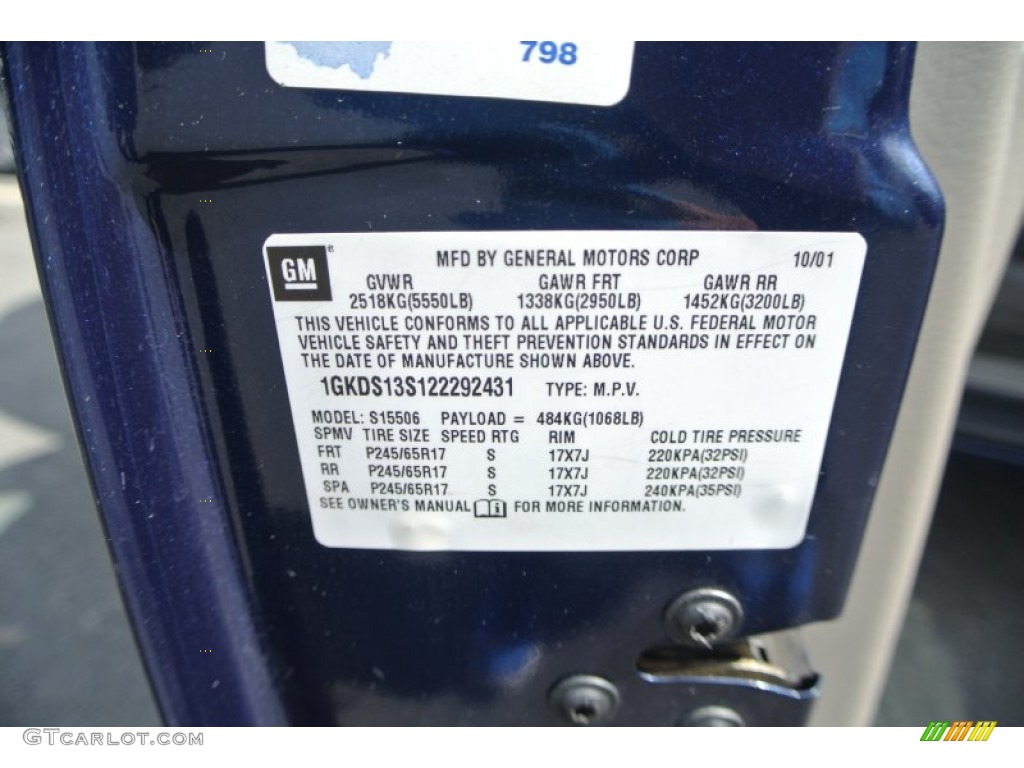 798
GM
MFD BY GENERAL MOTORS CORP 10/01
GVWR GAWR FRT GAWR RR
2518KG(5550LB) 1338KG(2950LB) 1452KG(3200LB)
THIS VEHICLE CONFORMS TO ALL APPLICABLE U.S. FEDERAL MOTOR
VEHICLE SAFETY AND THEFT PREVENTION STANDARDS IN EFFECT ON
THE DATE OF MANUFACTURE SHOWN ABOVE.
1GKDS13S122292431 TYPE: M.P.V.
MODEL: S15506 PAYLOAD = 484KG(1068LB)
SPMV TIRE SIZE SPEED RTG RIM COLD TIRE PRESSURE
FRT P245/65R17 S 17X7J 220KPA(32PSI)
RR P245/65R17 S 17X7J 220KPA(32PSI)
SPA P245/65R17 S 17X7J 240KPA(35PSI)
SEE OWNER'S MANUAL FOR MORE INFORMATION.
GTcarlot.com